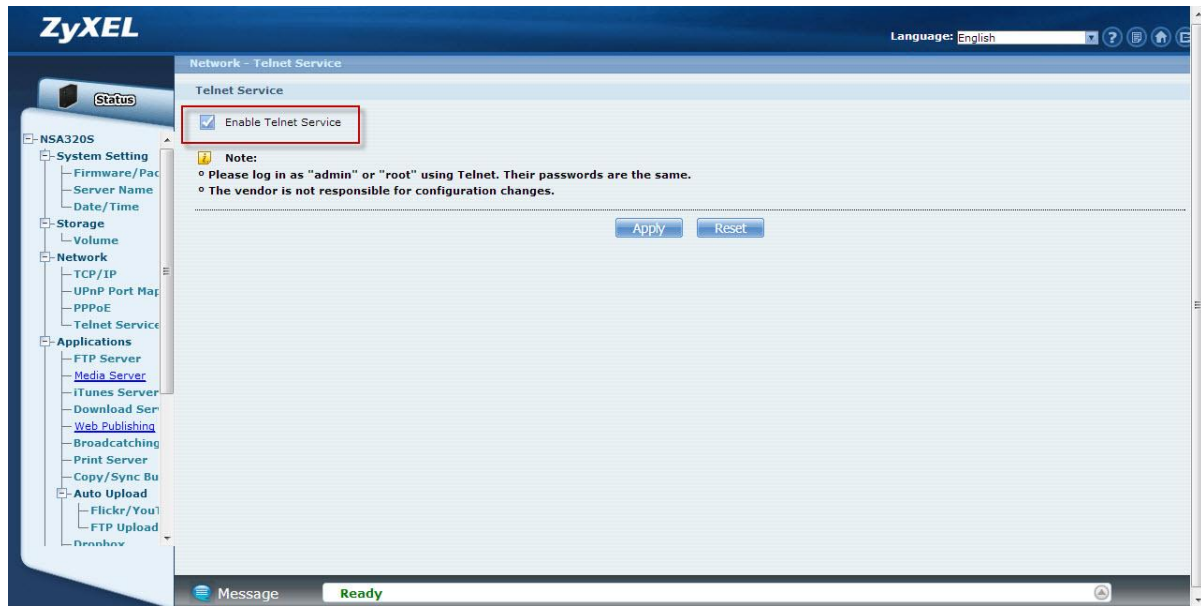 ZyXEL
Language: English
Network - Telnet Service
Status
Telnet Service
Enable Telnet Service
Note:
Please log in as "admin" or "root" using Telnet. Their passwords are the same.
The vendor is not responsible for configuration changes.
Apply Reset
NSA320S
System Setting
Firmware/Pac
Server Name
Date/Time
Storage
Volume
Network
TCP/IP
UPnP Port Map
PPPoE
Telnet Service
Applications
FTP Server
Media Server
iTunes Server
Download Ser
Web Publishing
Broadcatching
Print Server
Copy/Sync Bu
Auto Upload
Flickr/You
FTP Upload
Dropbox
Message Ready